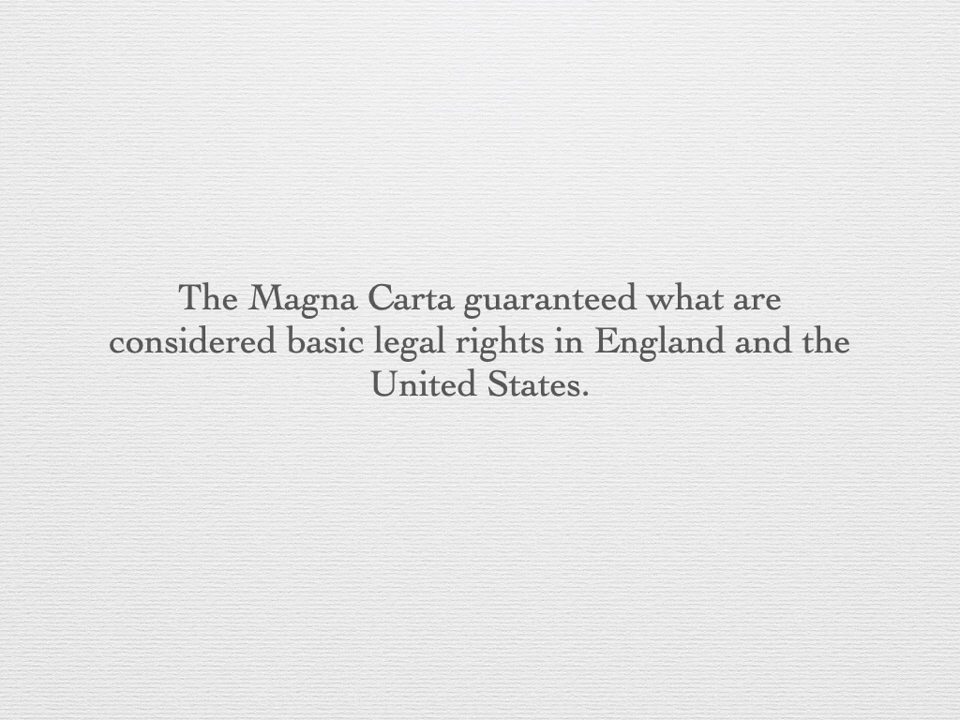 The Magna Carta guaranteed what are
considered basic legal rights in England and the
United States.